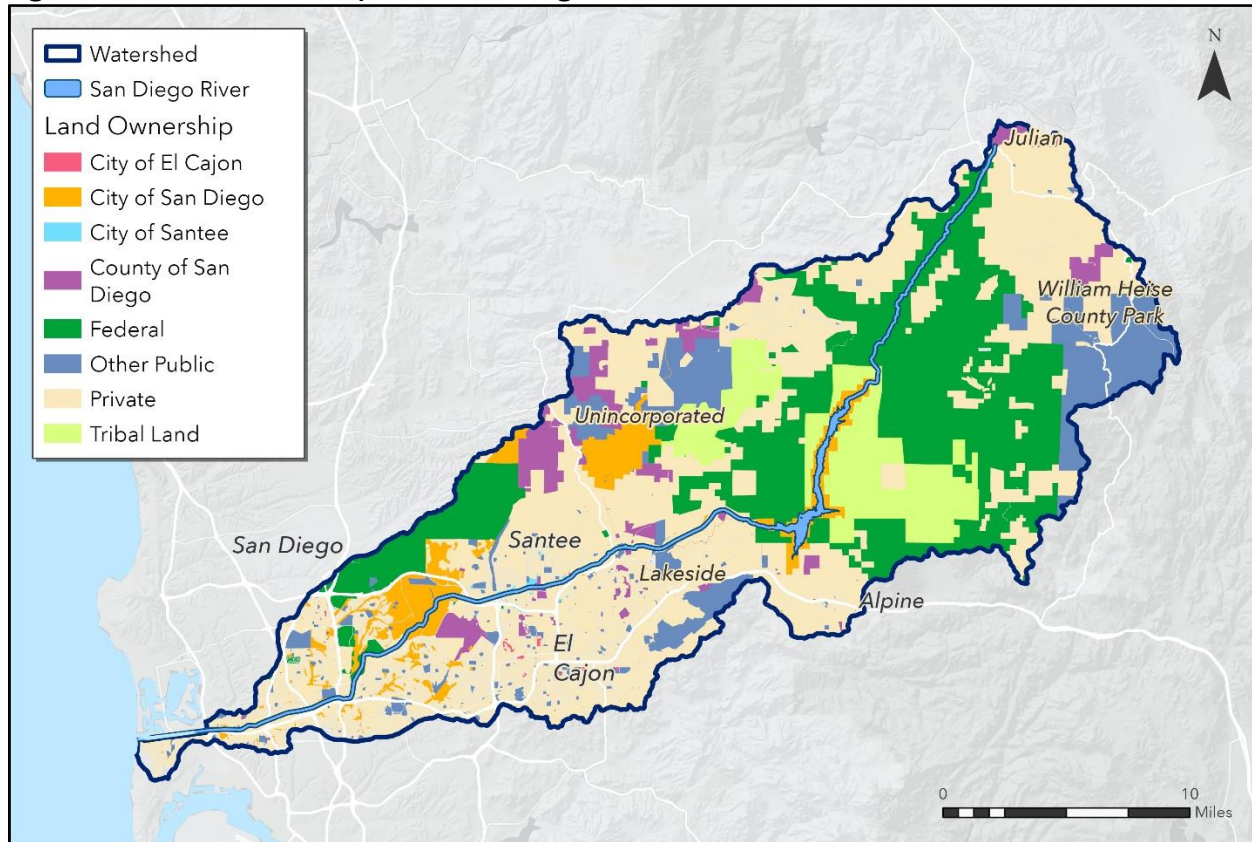 Watershed
San Diego River
Land Ownership
City of El Cajon
City of San Diego
City of Santee
County of San
Diego
Federal
Other Public
Private
Tribal Land
N
Julian
William Heise
County Park
Unincorporated
San Diego
Santee
Lakeside
Alpine
El
Cajon
0
10
Miles